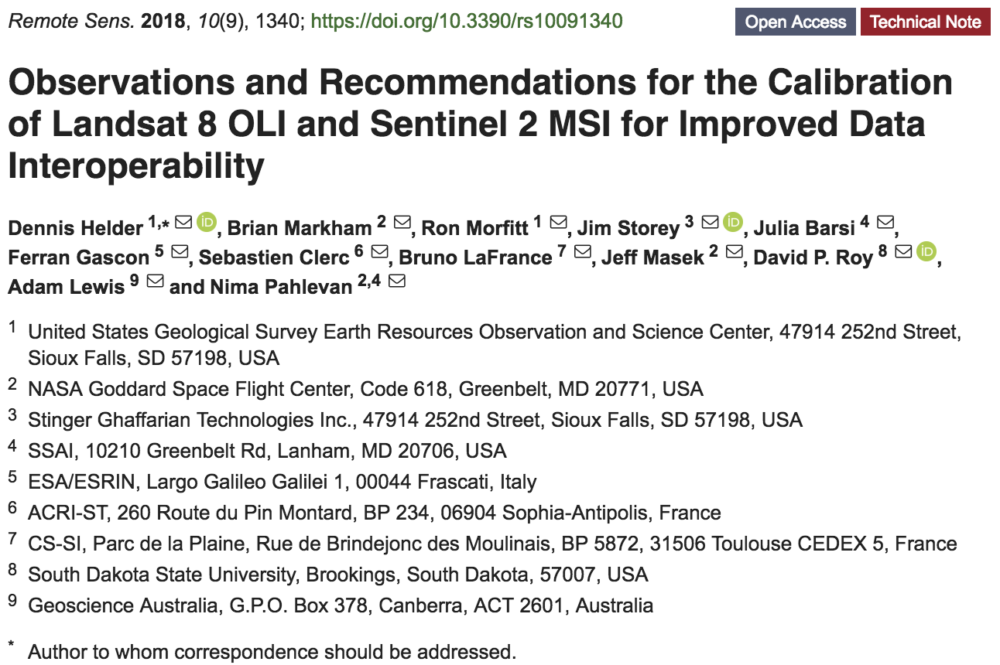 Remote Sens. 2018, 10(9), 1340; https://doi.org/10.3390/rs10091340 Open Access Technical Note
Observations and Recommendations for the Calibration
of Landsat 8 OLI and Sentinel 2 MSI for Improved Data
Interoperability
Dennis Helder 1,* iD, Brian Markham 2, Ron Morfitt 1, Jim Storey 3 iD, Julia Barsi 4,
Ferran Gascon 5, Sebastien Clerc 6, Bruno LaFrance 7, Jeff Masek 2, David P. Roy 8 iD,
Adam Lewis 9 and Nima Pahlevan 2,4
1 United States Geological Survey Earth Resources Observation and Science Center, 47914 252nd Street,
Sioux Falls, SD 57198, USA
2 NASA Goddard Space Flight Center, Code 618, Greenbelt, MD 20771, USA
3 Stinger Ghaffarian Technologies Inc., 47914 252nd Street, Sioux Falls, SD 57198, USA
4 SSAI, 10210 Greenbelt Rd, Lanham, MD 20706, USA
5 ESA/ESRIN, Largo Galileo Galilei 1, 00044 Frascati, Italy
6 ACRI-ST, 260 Route du Pin Montard, BP 234, 06904 Sophia-Antipolis, France
7 CS-SI, Parc de la Plaine, Rue de Brindejonc des Moulinais, BP 5872, 31506 Toulouse CEDEX 5, France
8 South Dakota State University, Brookings, South Dakota, 57007, USA
9 Geoscience Australia, G.P.O. Box 378, Canberra, ACT 2601, Australia
* Author to whom correspondence should be addressed.